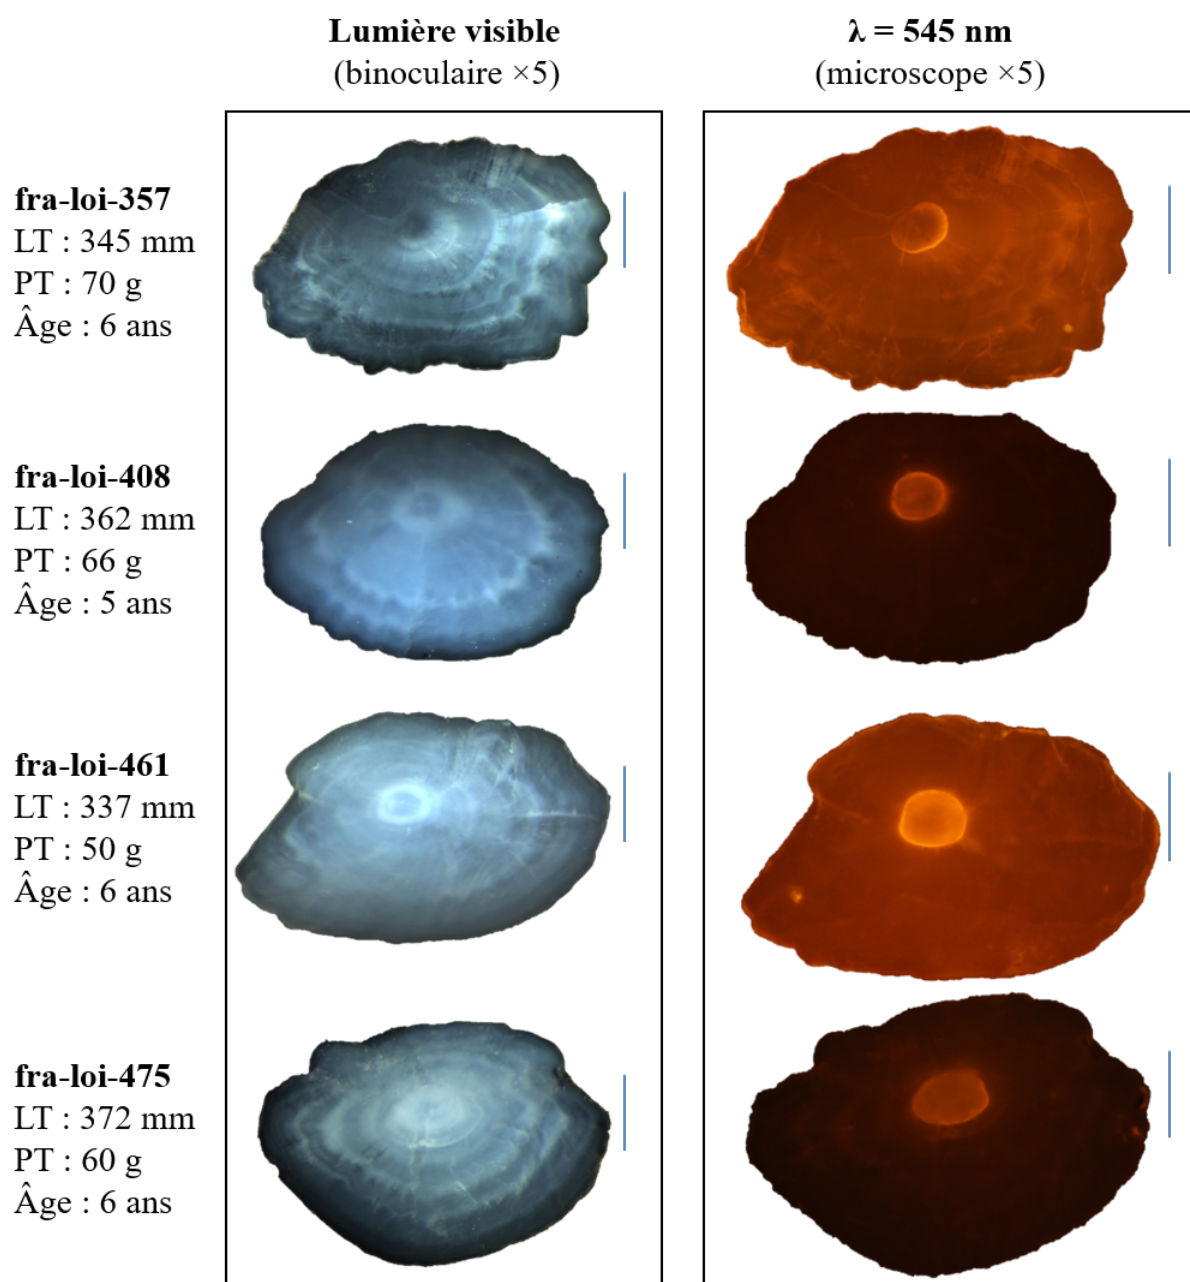 Lumière visible
(binoculaire ×5)
λ = 545 nm
(microscope ×5)
fra-loi-357
LT : 345 mm
PT : 70 g
Âge : 6 ans
fra-loi-408
LT : 362 mm
PT : 66 g
Âge : 5 ans
fra-loi-461
LT : 337 mm
PT : 50 g
Âge : 6 ans
fra-loi-475
LT : 372 mm
PT : 60 g
Âge : 6 ans